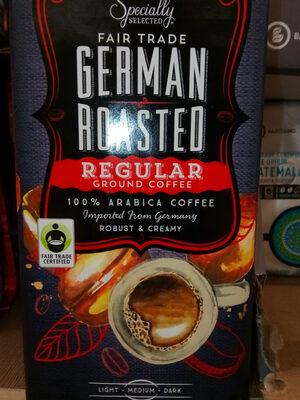 Specialty
SELECTED
FAIR TRADE
GERMAN
ROASTED
REGULAR
GROUND COFFEE
100% ARABICA COFFEE
Imported From Germany
ROBUST & CREAMY
FAIR TRADE
CERTIFIED
LIGHT - MEDIUM - DARK